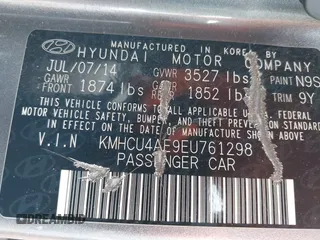 MANUFACTURED IN KOREA BY
HYUNDAI MOTOR COMPANY
JUL/07/14 GVWR 3527 lbs PAINT N9S
GAWR FRONT 1874 lbs GAWR 1852 lbs TRIM 9Y
THIS VEHICLE CONFORMS TO ALL APPLICABLE U.S. FEDERAL
MOTOR VEHICLE SAFETY, BUMPER, AND THEFT PREVENTION
STANDARDS IN EFFECT ON THE DATE OF MANUFACTURE
SHOWN ABOVE.
V.I.N KMHCU4AE9EU761298
PASSENGER CAR
DREAMBID